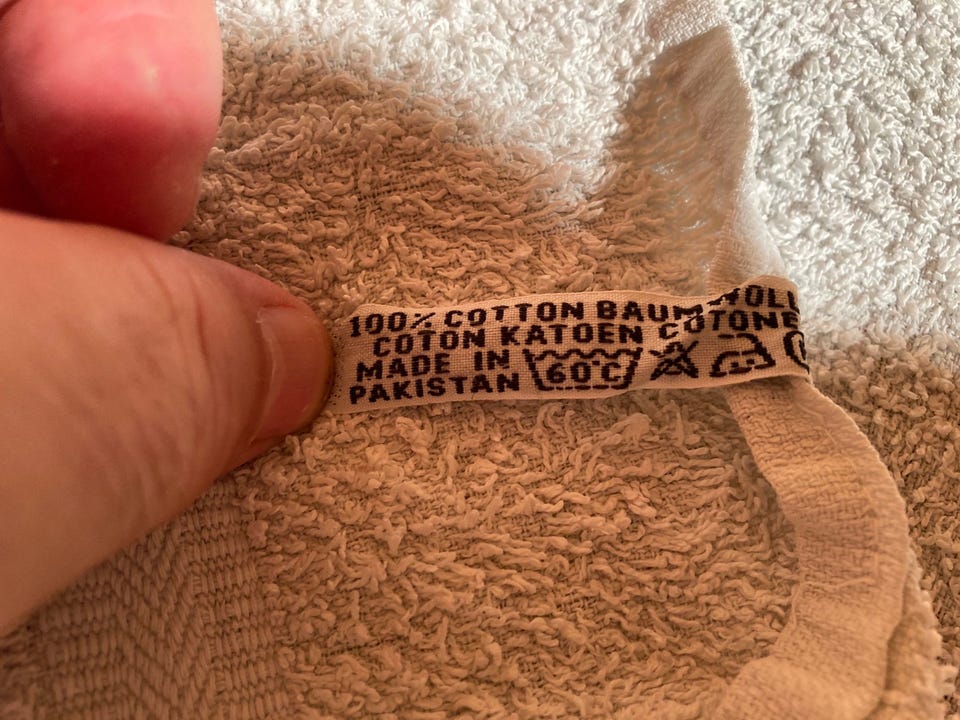 100% COTTON BAUMWOLL
COTON KATOEN COTONE
MADE IN
PAKISTAN 60°C